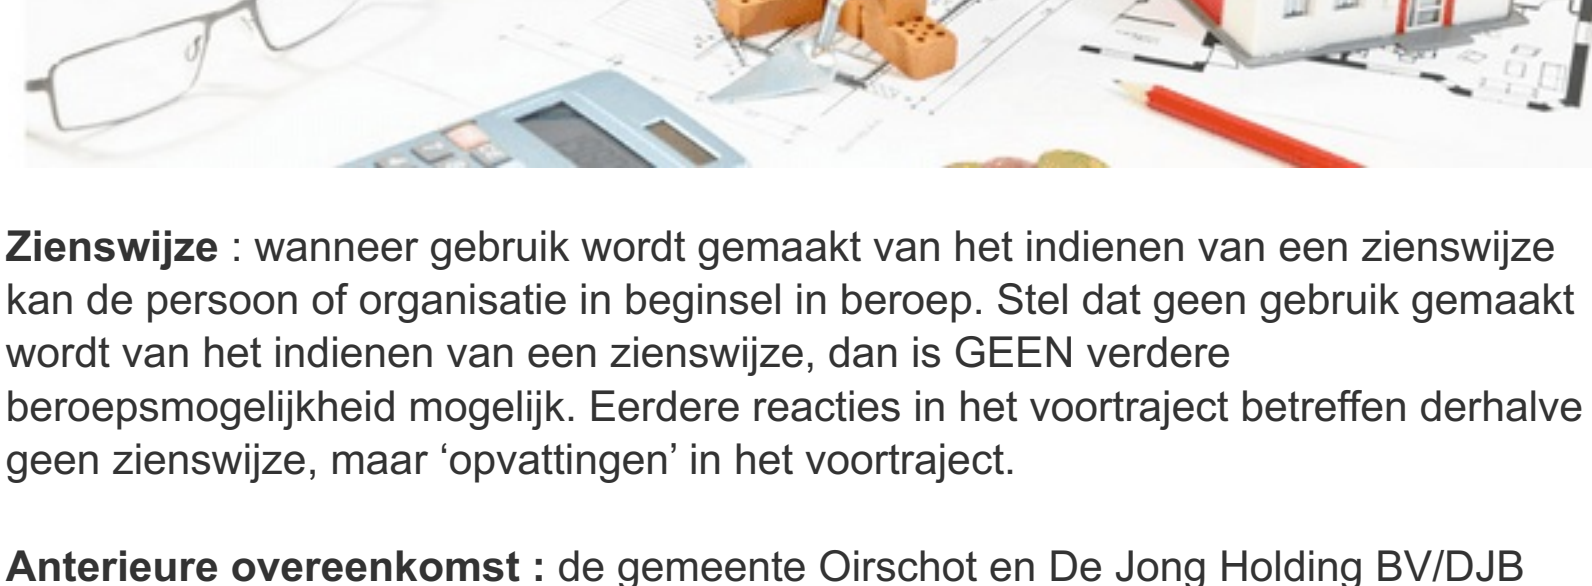 Zienswijze : wanneer gebruik wordt gemaakt van het indienen van een zienswijze
kan de persoon of organisatie in beginsel in beroep. Stel dat geen gebruik gemaakt
wordt van het indienen van een zienswijze, dan is GEEN verdere
beroepsmogelijkheid mogelijk. Eerdere reacties in het voortraject betreffen derhalve
geen zienswijze, maar ‘opvattingen’ in het voortraject.
Anterieure overeenkomst : de gemeente Oirschot en De Jong Holding BV/DJB